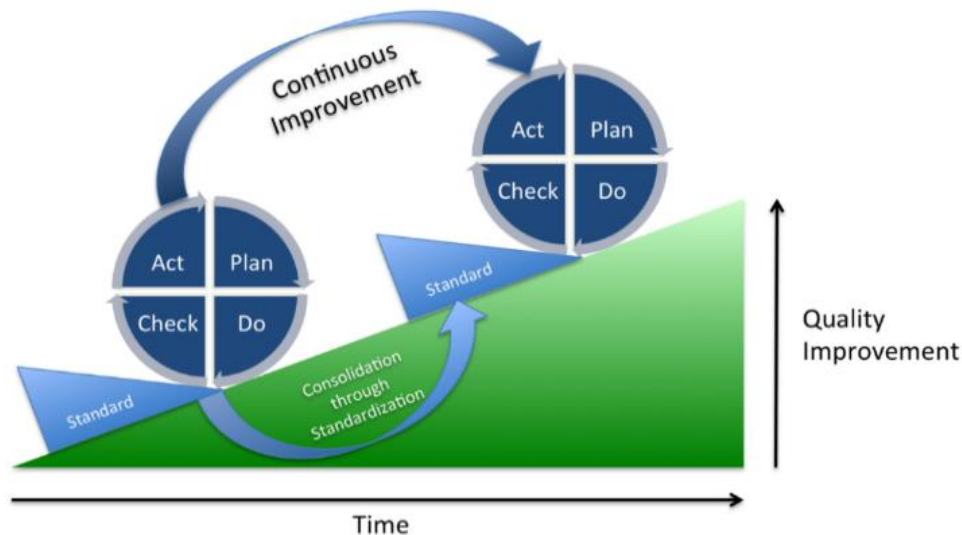 Continuous
Improvement
Act
Plan
Check
Do
Standard
Act
Plan
Check
Do
Standard
Consolidation
through
Standardization
Quality
Improvement
Time